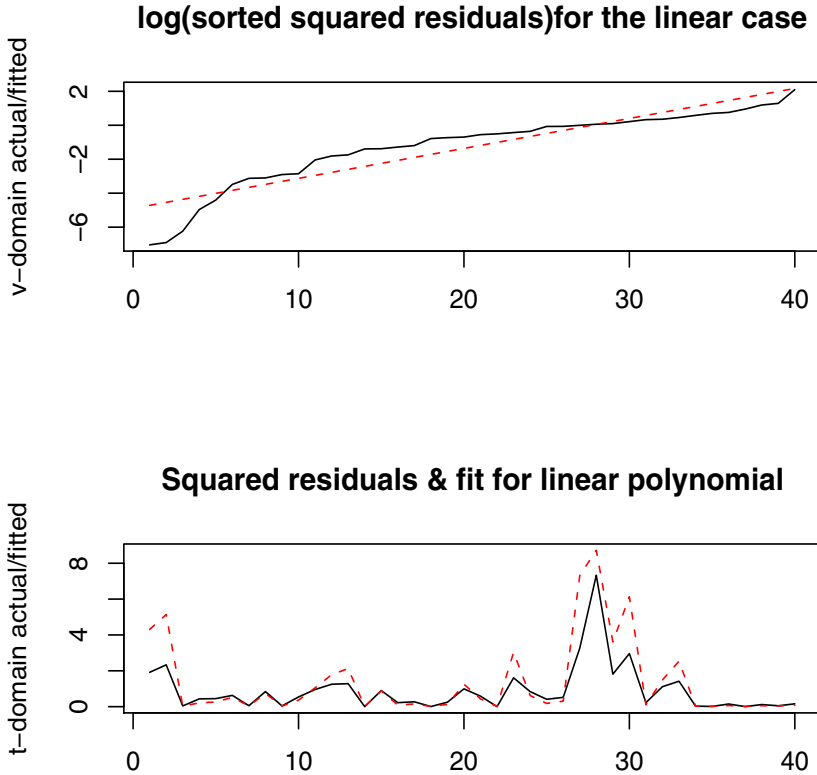 log(sorted squared residuals)for the linear case
v−domain actual/fitted
2
−2
−6
0 10 20 30 40
Squared residuals & fit for linear polynomial
t−domain actual/fitted
8
4
0
0 10 20 30 40